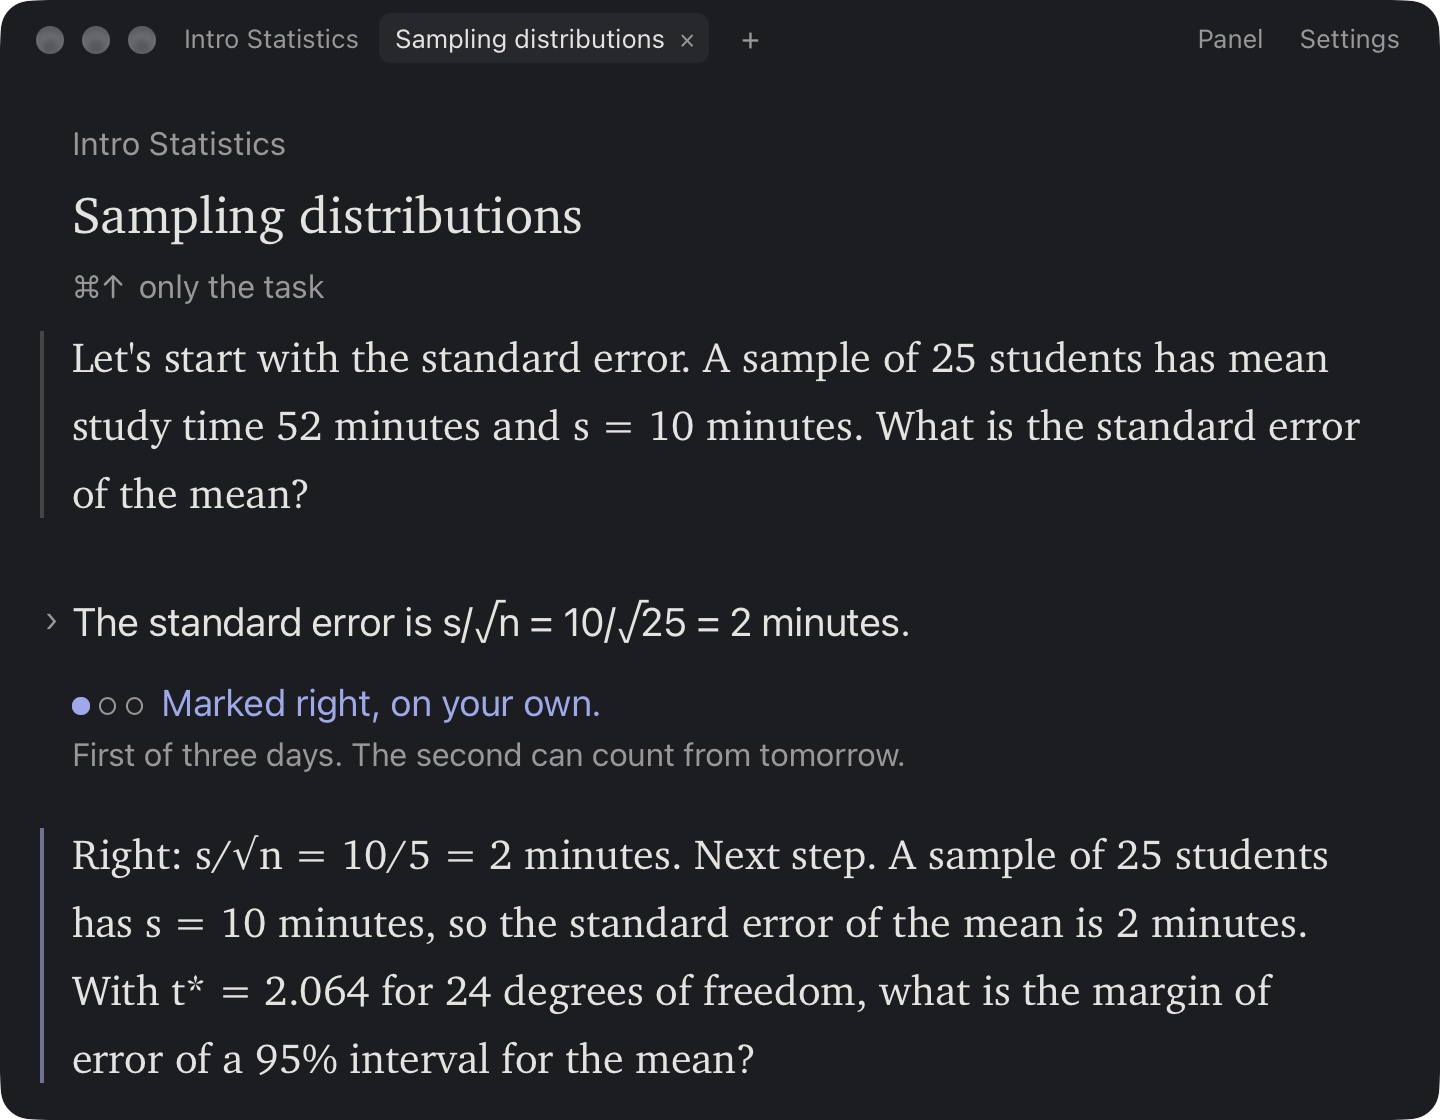 Intro Statistics
Sampling distributions ×
+
Panel
Settings
Intro Statistics
Sampling distributions
⌘↑ only the task
Let's start with the standard error. A sample of 25 students has mean
study time 52 minutes and s = 10 minutes. What is the standard error
of the mean?
› The standard error is s/√n = 10/√25 = 2 minutes.
Marked right, on your own.
First of three days. The second can count from tomorrow.
Right: s/√n = 10/5 = 2 minutes. Next step. A sample of 25 students
has s = 10 minutes, so the standard error of the mean is 2 minutes.
With t* = 2.064 for 24 degrees of freedom, what is the margin of
error of a 95% interval for the mean?